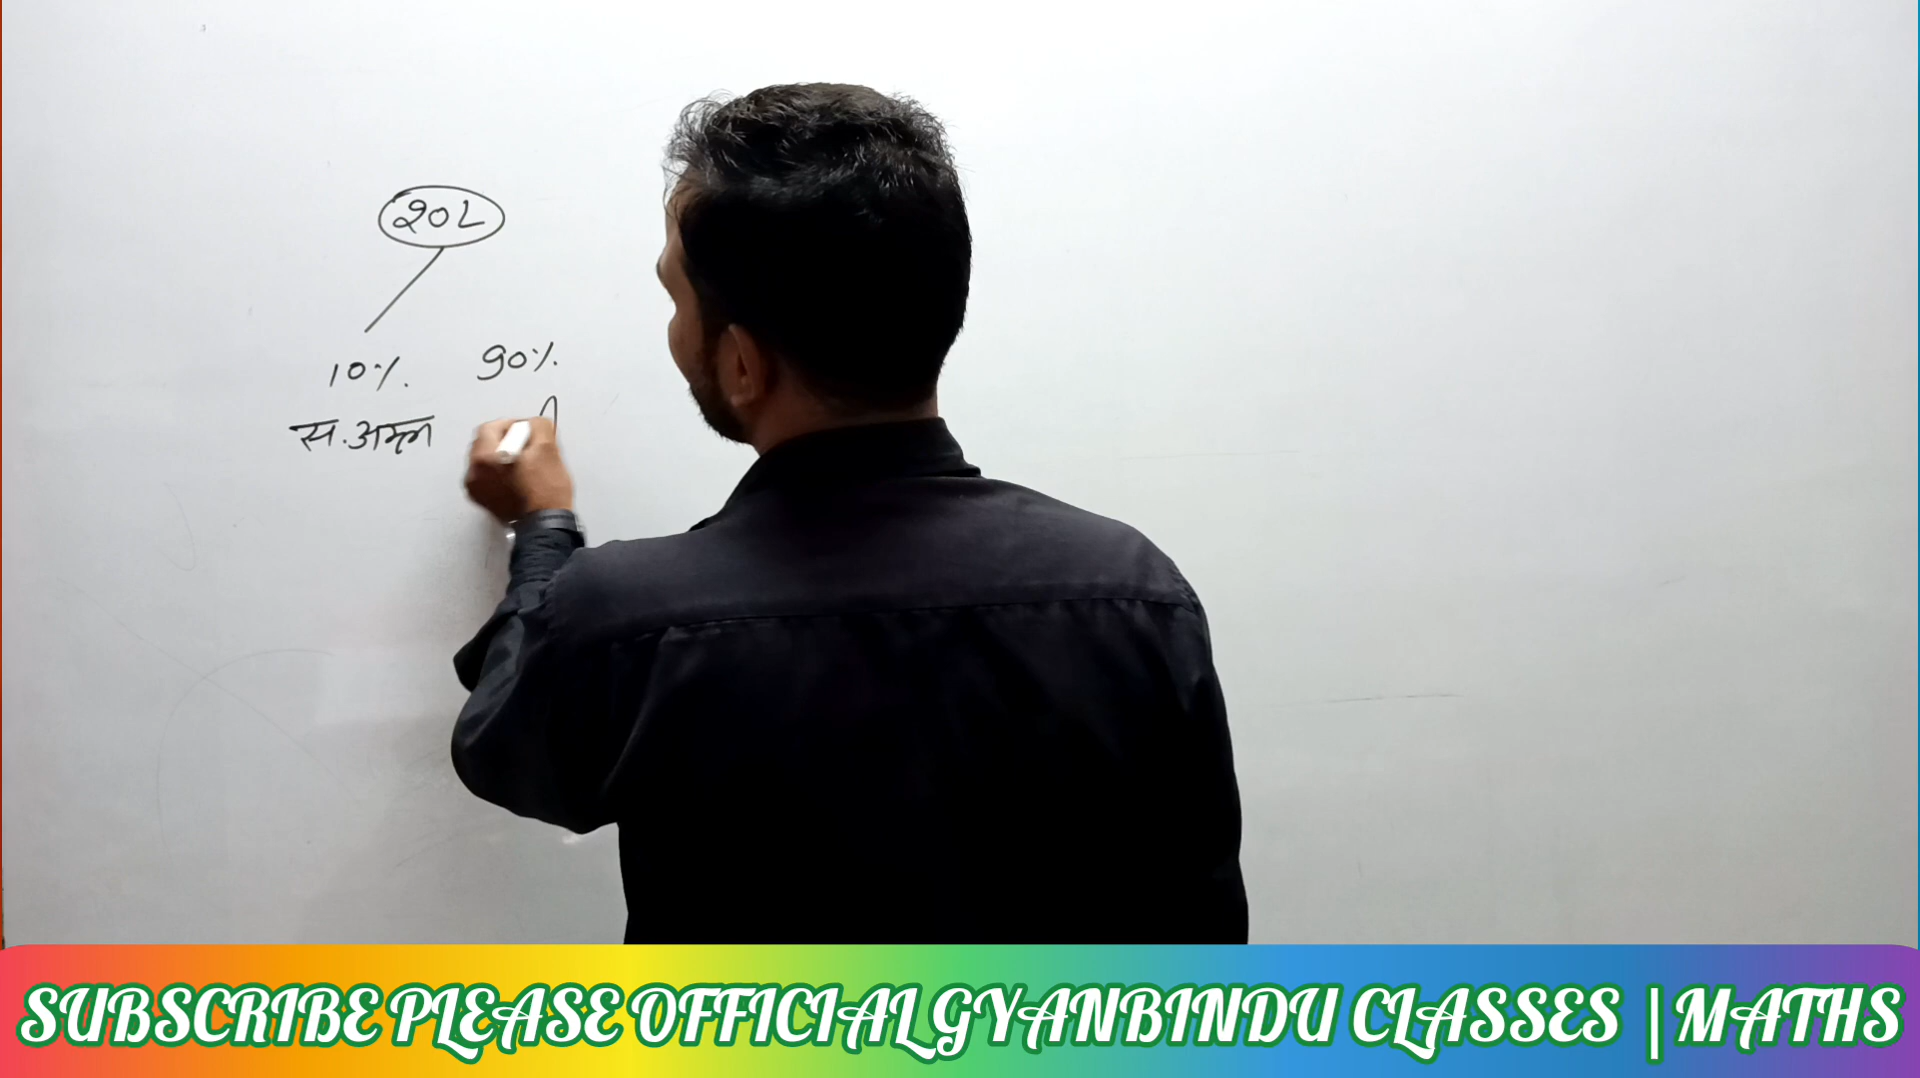 20L
10%. 90%.
स.अम्ल
SUBSCRIBE PLEASE OFFICIAL GYANBINDU CLASSES | MATHS